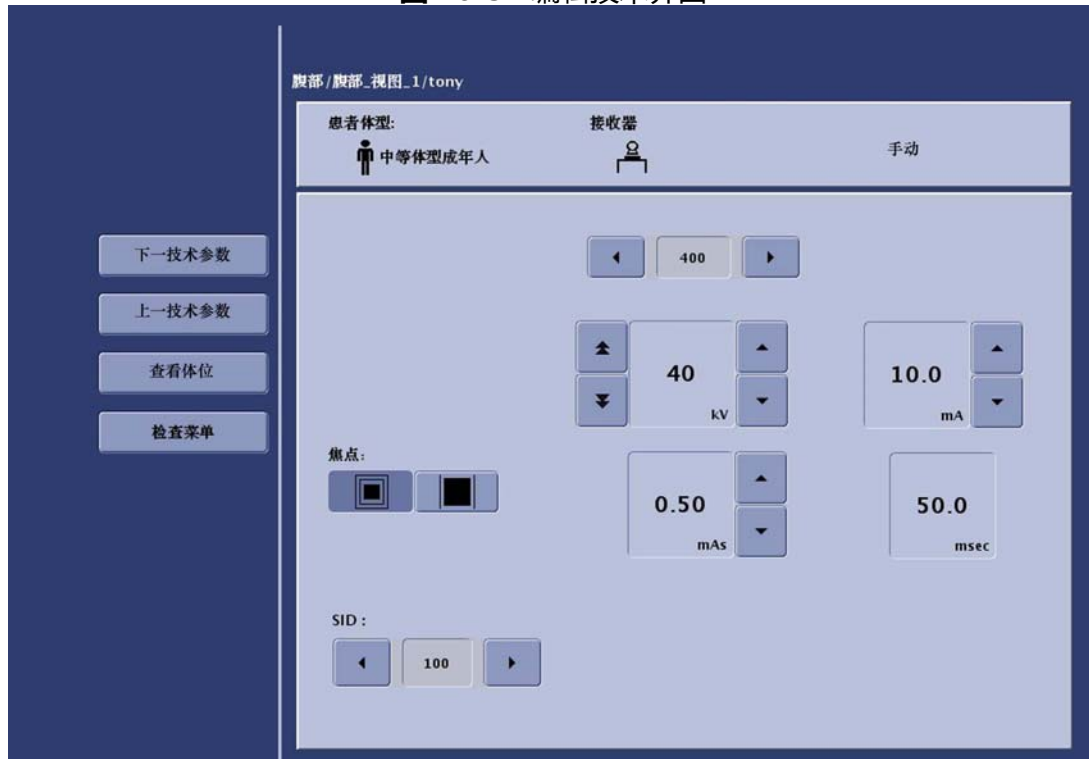 腹部/腹部_视图_1/tony
患者体型:
中等体型成年人
接收器
手动
下一技术参数
上一技术参数
查看体位
检查菜单
400
40
kV
10.0
mA
焦点:
0.50
mAs
50.0
msec
SID :
100